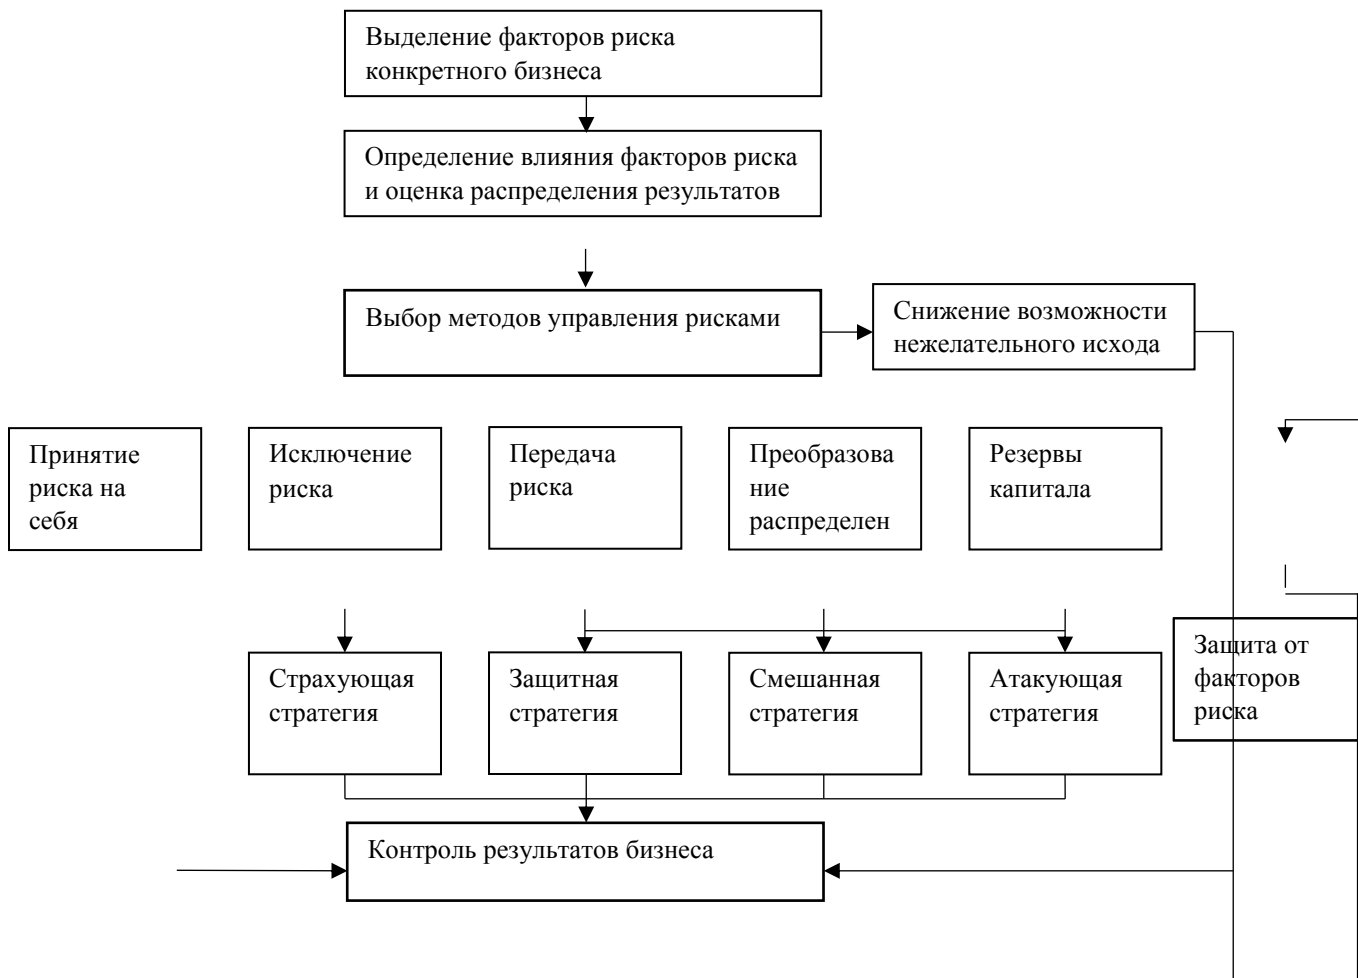 Выделение факторов риска
конкретного бизнеса
Определение влияния факторов риска
и оценка распределения результатов
Выбор методов управления рисками
Снижение возможности
нежелательного исхода
Принятие
риска на
себя
Исключение
риска
Передача
риска
Преобразова
ние
распределен
Резервы
капитала
Страхующая
стратегия
Защитная
стратегия
Смешанная
стратегия
Атакующая
стратегия
Защита от
факторов
риска
Контроль результатов бизнеса